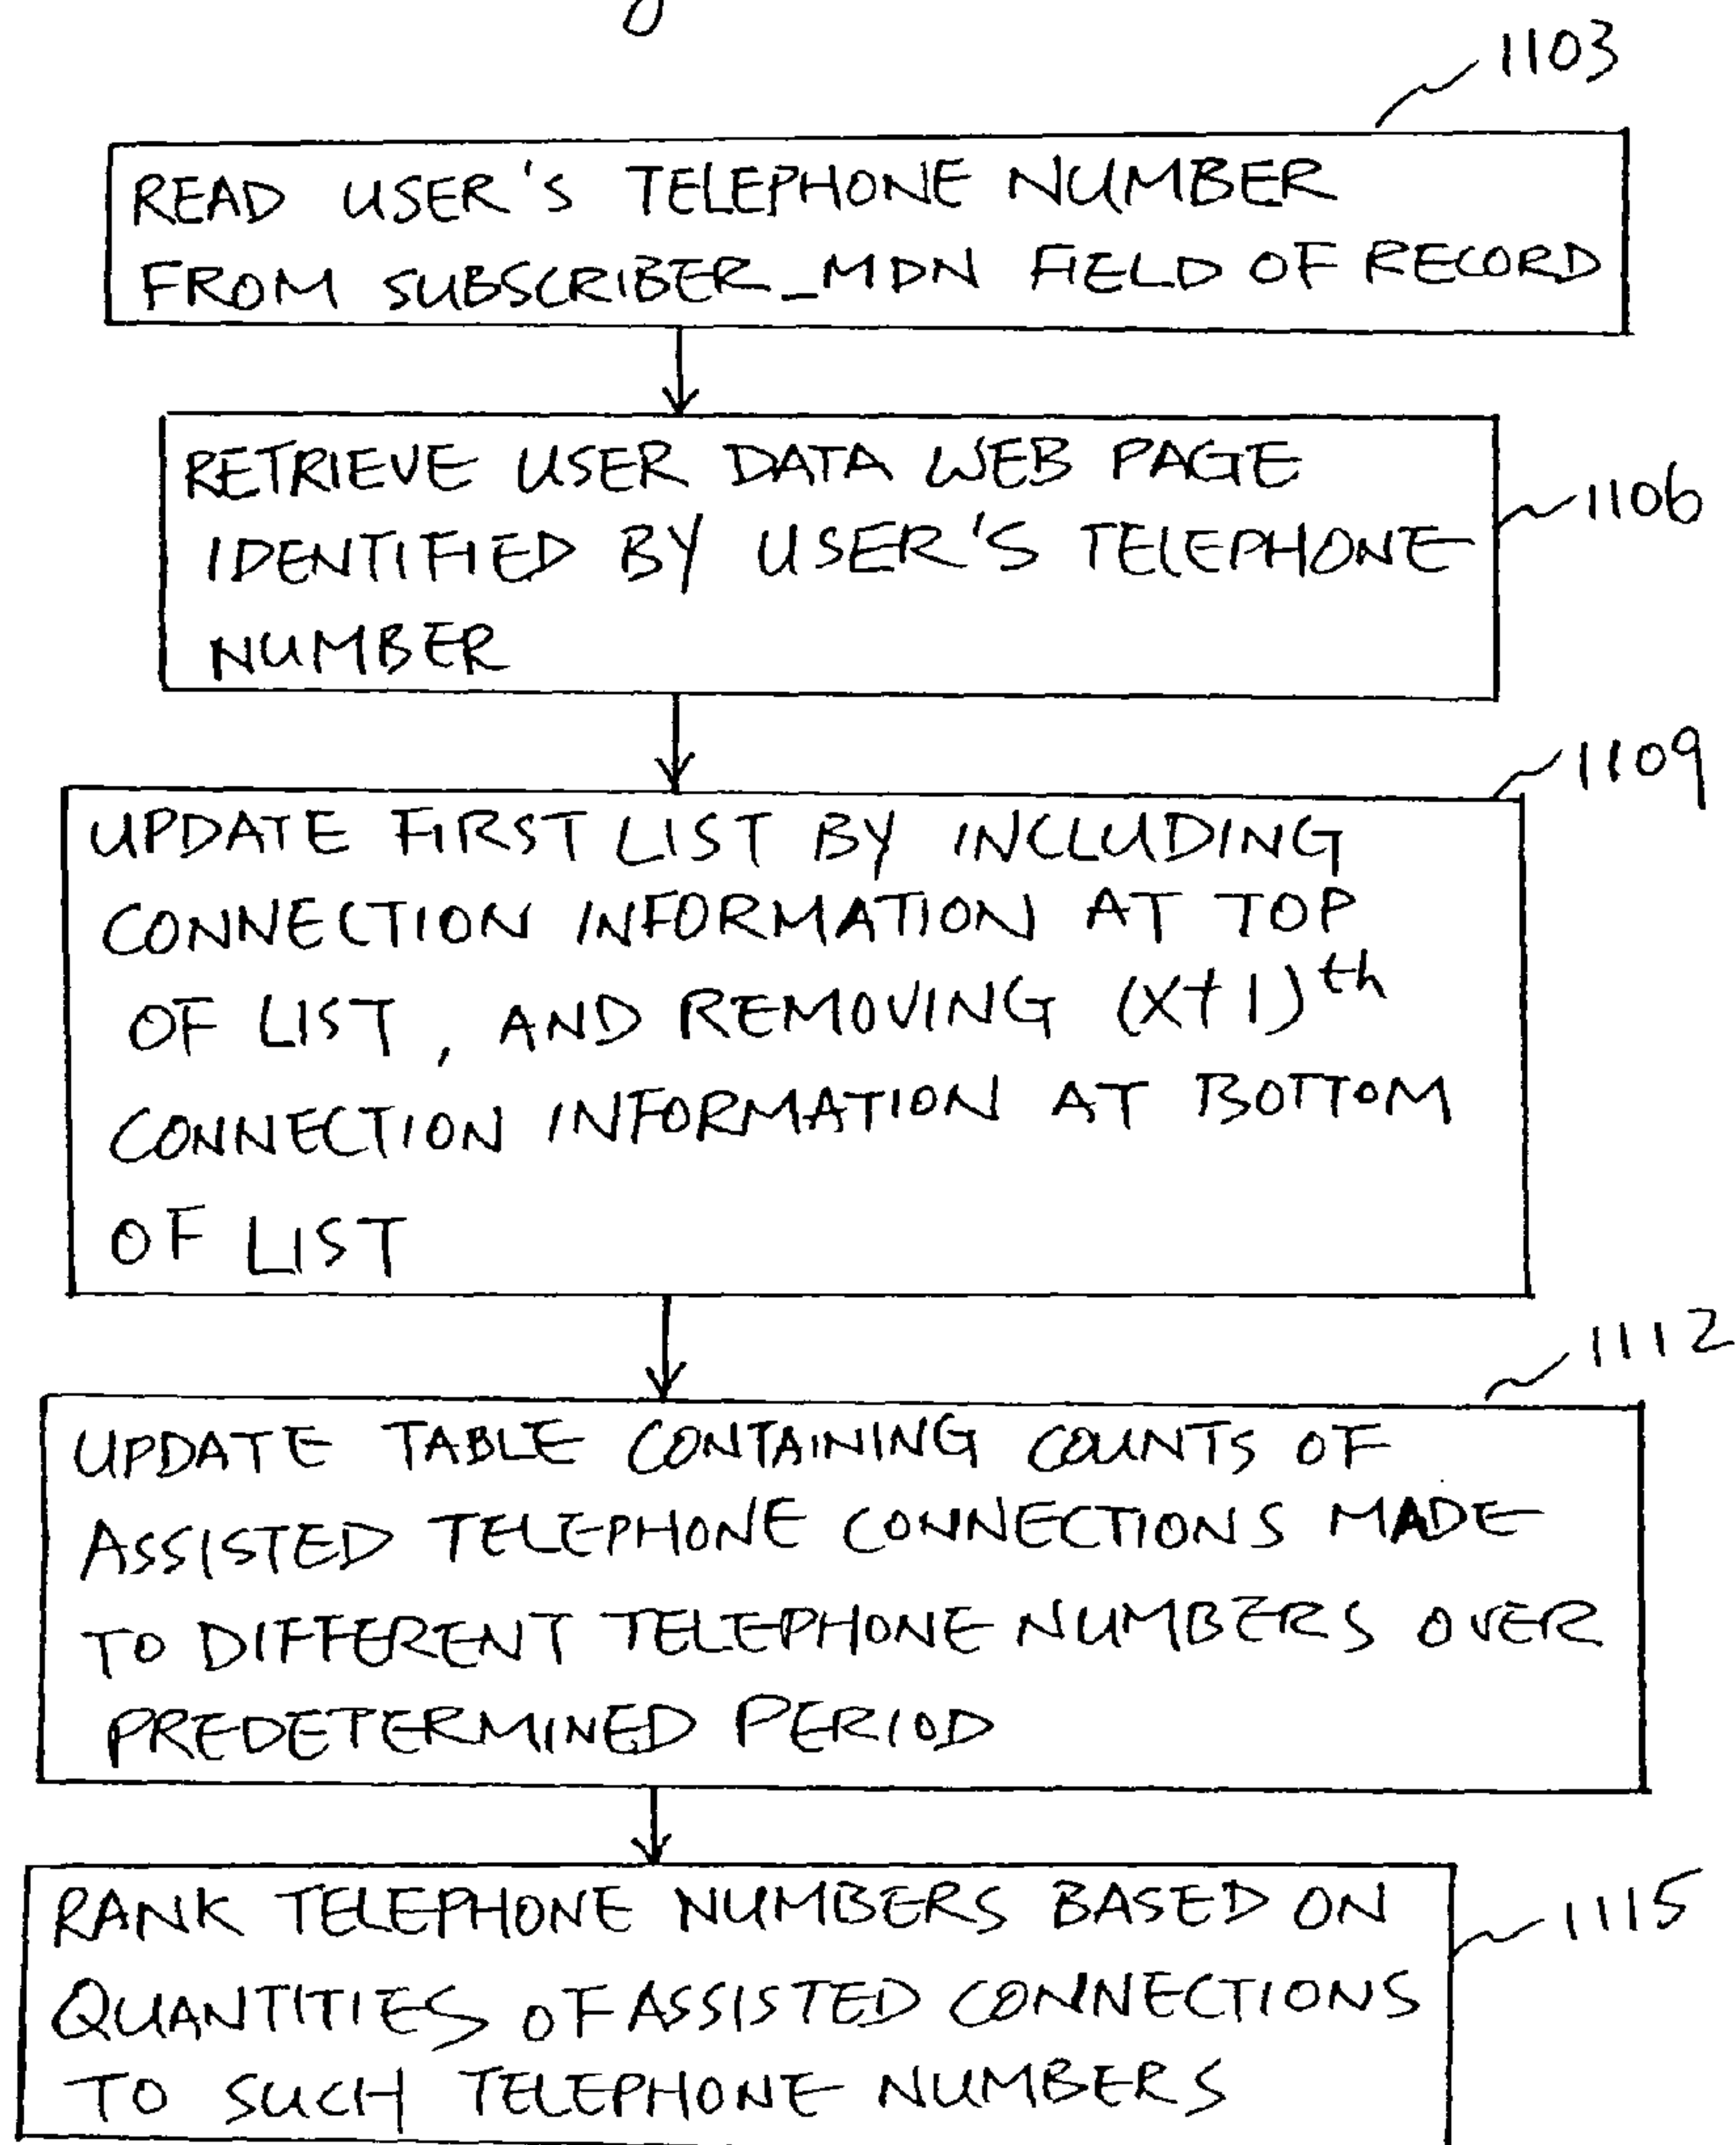 1103
READ USER'S TELEPHONE NUMBER
FROM SUBSCRIBER_MDN FIELD OF RECORD
RETRIEVE USER DATA WEB PAGE
IDENTIFIED BY USER'S TELEPHONE
NUMBER
1106
1109
UPDATE FIRST LIST BY INCLUDING
CONNECTION INFORMATION AT TOP
OF LIST, AND REMOVING (X+1)th
CONNECTION INFORMATION AT BOTTOM
OF LIST
1112
UPDATE TABLE CONTAINING COUNTS OF
ASSISTED TELEPHONE CONNECTIONS MADE
TO DIFFERENT TELEPHONE NUMBERS OVER
PREDETERMINED PERIOD
RANK TELEPHONE NUMBERS BASED ON
QUANTITIES OF ASSISTED CONNECTIONS
TO SUCH TELEPHONE NUMBERS
1115